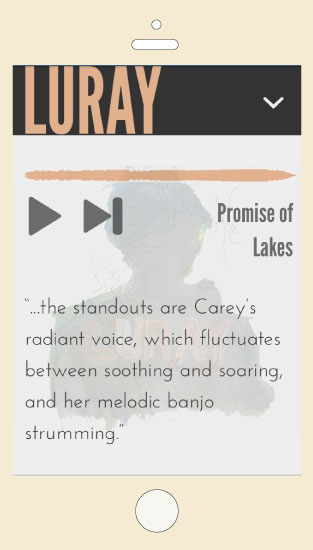 LURAY
Promise of
Lakes
"...the standouts are Carey's
radiant voice, which fluctuates
between soothing and soaring,
and her melodic banjo
strumming."
LURAY